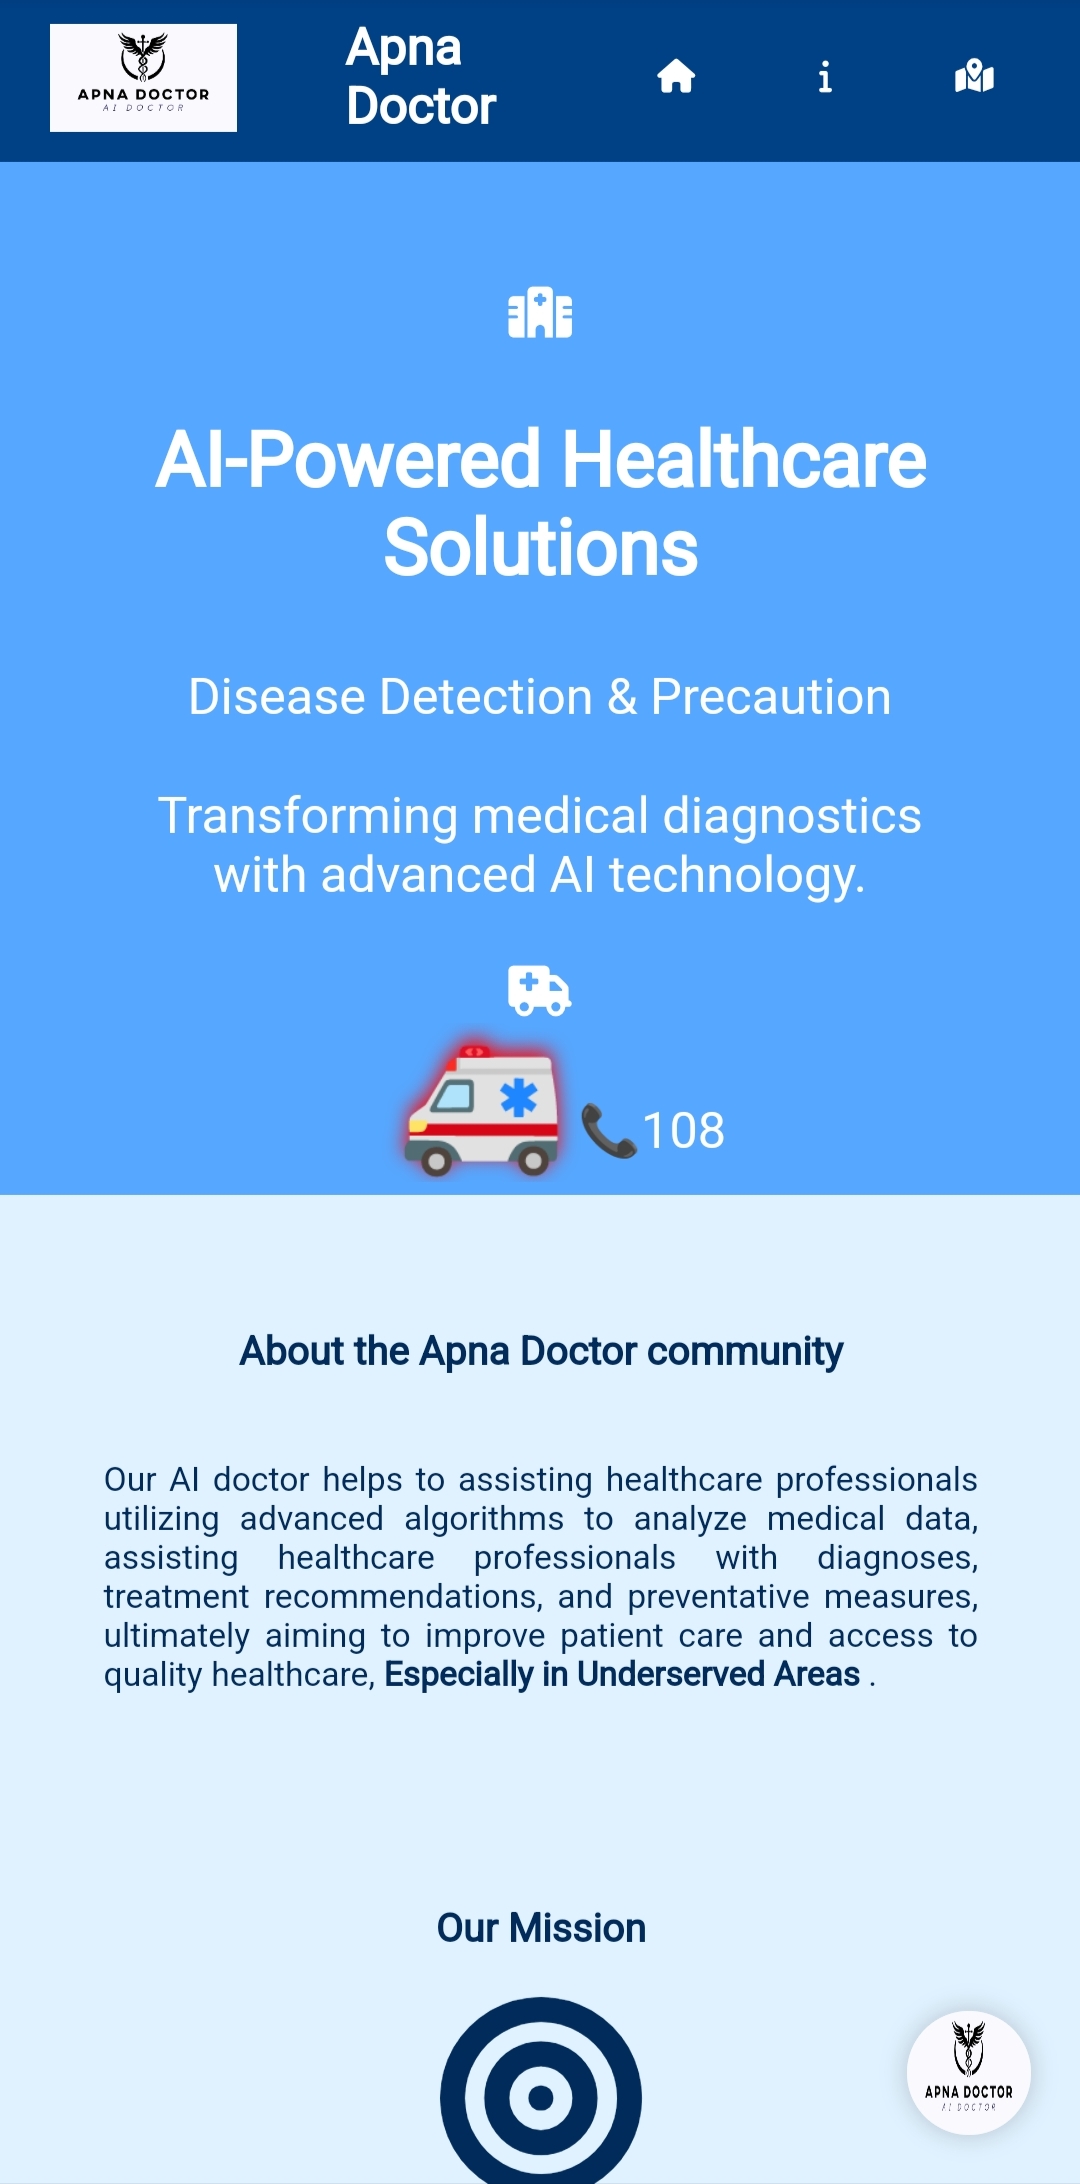 APNA DOCTOR
AI DOCTOR
Apna
Doctor
AI-Powered Healthcare
Solutions
Disease Detection & Precaution
Transforming medical diagnostics
with advanced AI technology.
📞108
About the Apna Doctor community
Our AI doctor helps to assisting healthcare professionals
utilizing advanced algorithms to analyze medical data,
assisting healthcare professionals with diagnoses,
treatment recommendations, and preventative measures,
ultimately aiming to improve patient care and access to
quality healthcare, Especially in Underserved Areas .
Our Mission
APNA DOCTOR
AI DOCTOR